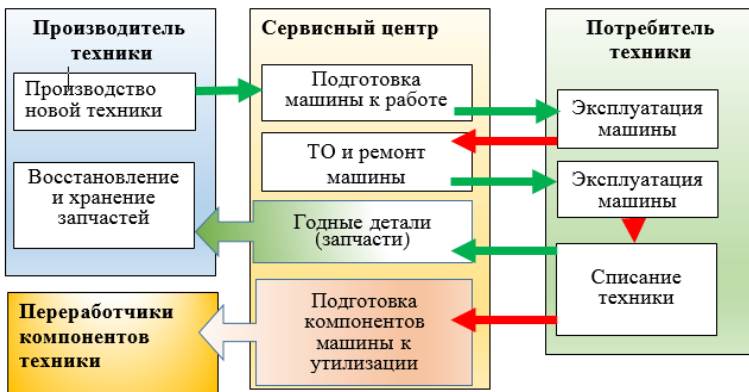 Производитель
техники
Производство
новой техники
Восстановление
и хранение
запчастей
Переработчики
компонентов
техники
Сервисный центр
Подготовка
машины к работе
ТО и ремонт
машины
Годные детали
(запчасти)
Подготовка
компонентов
машины к
утилизации
Потребитель
техники
Эксплуатация
машины
Эксплуатация
машины
Списание
техники